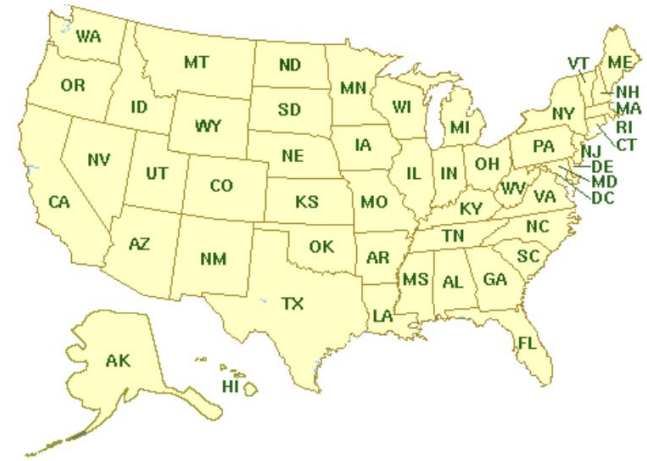 WA
MT
ND
MN
VT
ME
OR
ID
SD
WI
MI
NY
NH
MA
WY
RI
CT
NV
UT
CO
NE
IA
IL
IN
OH
PA
NJ
DE
MD
DC
CA
KS
MO
KY
WV
VA
AZ
NM
OK
AR
TN
NC
SC
TX
LA
MS
AL
GA
FL
AK
HI